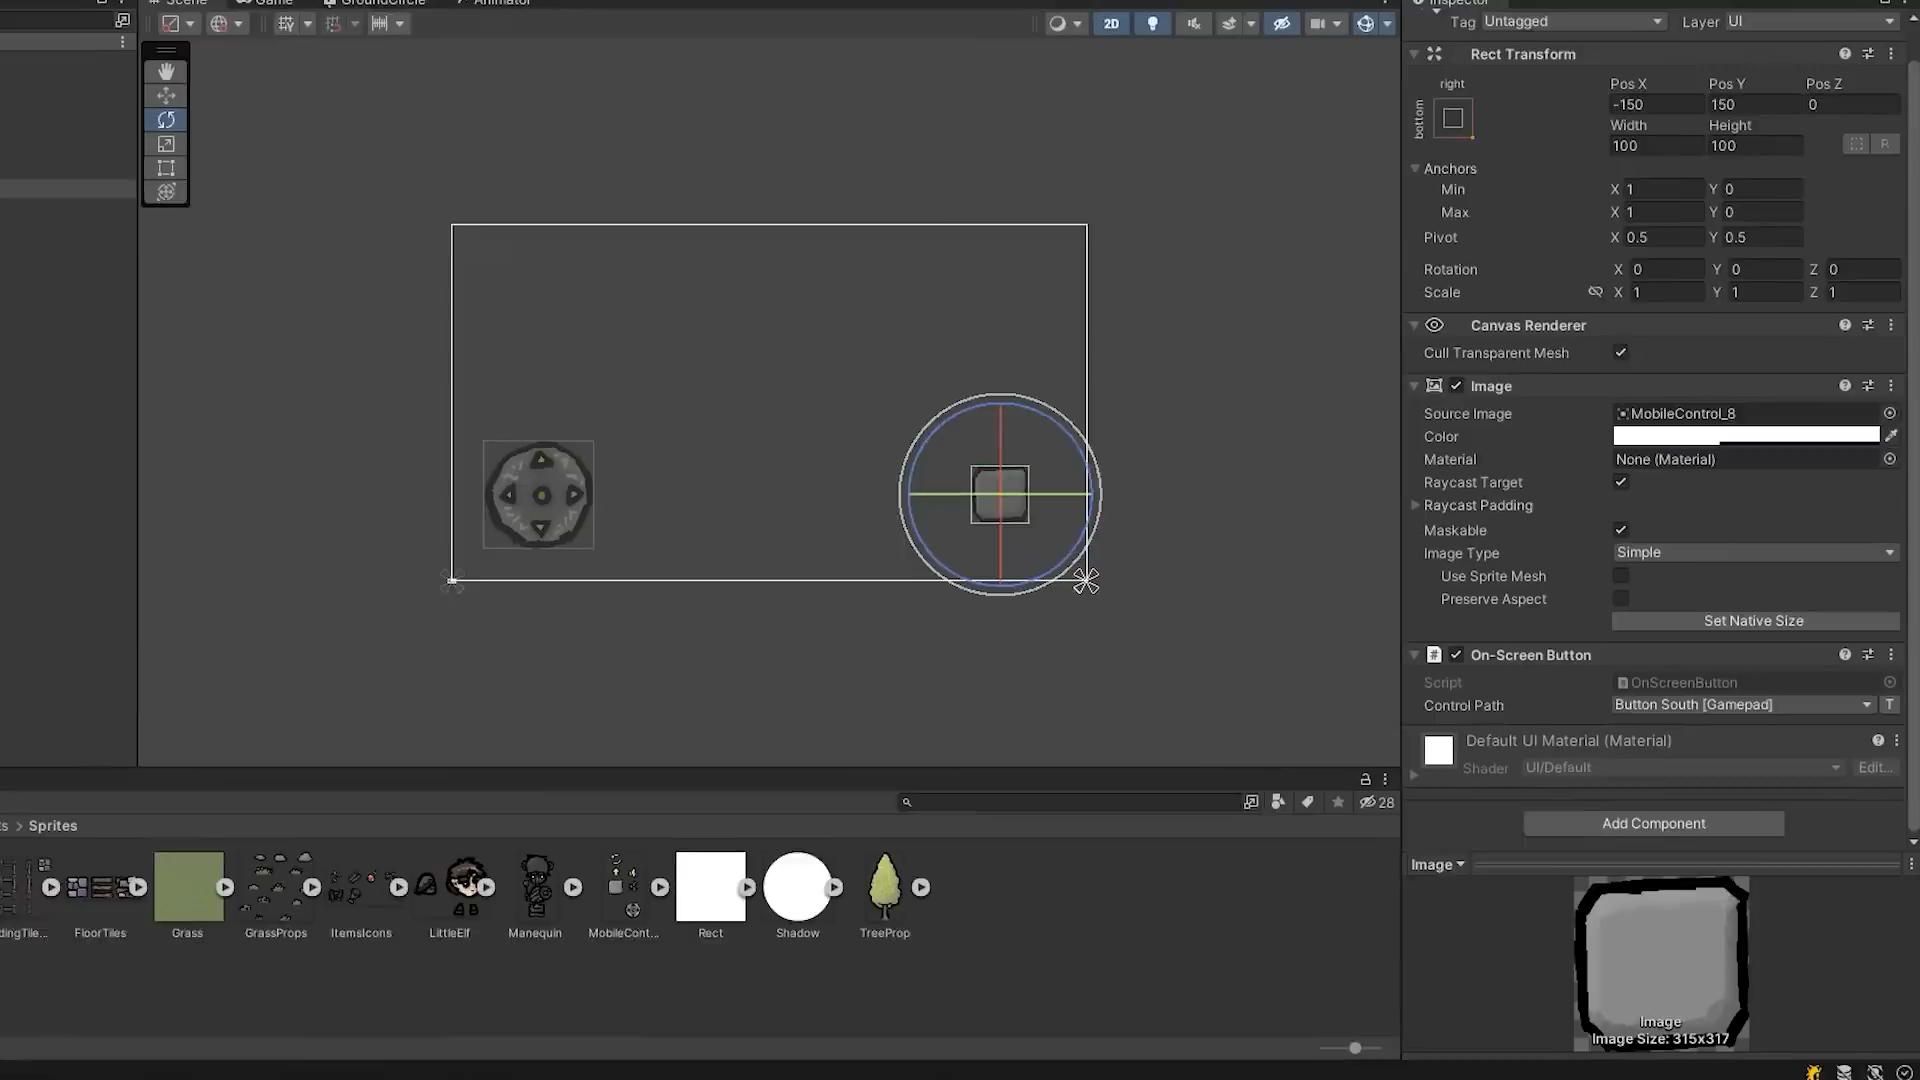 Scene Game GroundCircle Animator
Inspector
Tag Untagged Layer UI
2D
Rect Transform
right
Pos X Pos Y Pos Z
bottom
-150 150 0
Width Height
100 100
R
Anchors
Min X 1 Y 0
Max X 1 Y 0
Pivot X 0.5 Y 0.5
Rotation X 0 Y 0 Z 0
Scale X 1 Y 1 Z 1
Canvas Renderer
Cull Transparent Mesh
Image
Source Image MobileControl_8
Color
Material None (Material)
Raycast Target
Raycast Padding
Maskable
Image Type Simple
Use Sprite Mesh
Preserve Aspect
Set Native Size
On-Screen Button
Script OnScreenButton
Control Path Button South [Gamepad] T
Default UI Material (Material)
Shader UI/Default Edit...
Add Component
28
ts > Sprites
Image
dingTile... FloorTiles Grass GrassProps ItemsIcons LittleElf Manequin MobileCont... Rect Shadow TreeProp
Image
Image Size: 315x317